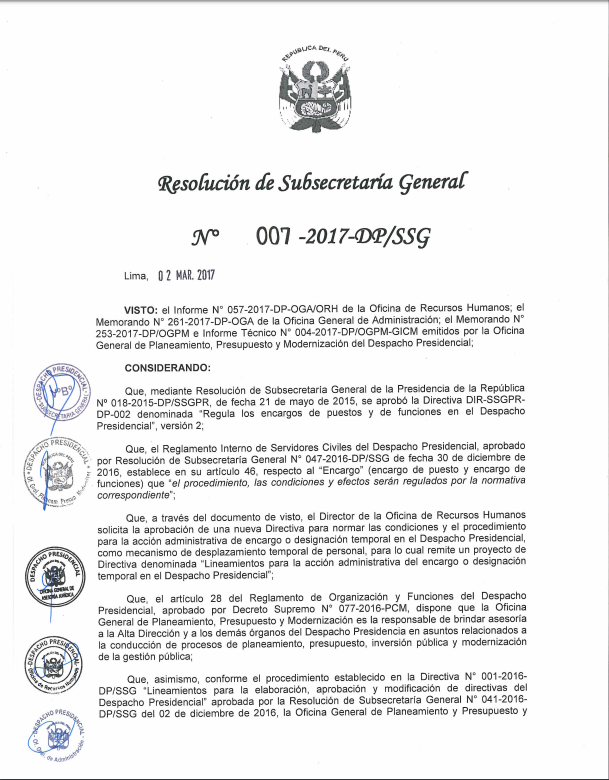 REPUBLICA DEL PERU
Resolución de Subsecretaría General
N° 007 -2017-DP/SSG
Lima, 02 MAR. 2017
VISTO: el Informe N° 057-2017-DP-OGA/ORH de la Oficina de Recursos Humanos; el
Memorando N° 261-2017-DP-OGA de la Oficina General de Administración; el Memorando N°
253-2017-DP/OGPM e Informe Técnico N° 004-2017-DP/OGPM-GICM emitidos por la Oficina
General de Planeamiento, Presupuesto y Modernización del Despacho Presidencial;
CONSIDERANDO:
Que, mediante Resolución de Subsecretaría General de la Presidencia de la República
N° 018-2015-DP/SSGPR, de fecha 21 de mayo de 2015, se aprobó la Directiva DIR-SSGPR-
DP-002 denominada “Regula los encargos de puestos y de funciones en el Despacho
Presidencial”, versión 2;
Que, el Reglamento Interno de Servidores Civiles del Despacho Presidencial, aprobado
por Resolución de Subsecretaría General N° 047-2016-DP/SSG de fecha 30 de diciembre de
2016, establece en su artículo 46, respecto al “Encargo” (encargo de puesto y encargo de
funciones) que “el procedimiento, las condiciones y efectos serán regulados por la normativa
correspondiente”;
Que, a través del documento de visto, el Director de la Oficina de Recursos Humanos
solicita la aprobación de una nueva Directiva para normar las condiciones y el procedimiento
para la acción administrativa de encargo o designación temporal en el Despacho Presidencial,
como mecanismo de desplazamiento temporal de personal, para lo cual remite un proyecto de
Directiva denominada “Lineamientos para la acción administrativa del encargo o designación
temporal en el Despacho Presidencial”;
Que, el artículo 28 del Reglamento de Organización y Funciones del Despacho
Presidencial, aprobado por Decreto Supremo N° 077-2016-PCM, dispone que la Oficina
General de Planeamiento, Presupuesto y Modernización es la responsable de brindar asesoría
a la Alta Dirección y a los demás órganos del Despacho Presidencia en asuntos relacionados a
la conducción de procesos de planeamiento, presupuesto, inversión pública y modernización
de la gestión pública;
Que, asimismo, conforme el procedimiento establecido en la Directiva N° 001-2016-
DP/SSG “Lineamientos para la elaboración, aprobación y modificación de directivas del
Despacho Presidencial” aprobada por la Resolución de Subsecretaría General N° 041-2016-
DP/SSG del 02 de diciembre de 2016, la Oficina General de Planeamiento y Presupuesto y
DESPACHO PRESIDENCIAL
V°B°
SUBSECRETARÍA GENERAL
DESPACHO PRESIDENCIAL
DESPACHO PRESIDENCIAL
OFICINA GENERAL DE
ASESORÍA JURÍDICA
DESPACHO PRESIDENCIAL
Oficina de Recursos Humanos
DESPACHO PRESIDENCIAL
Of. Gral. de Administración